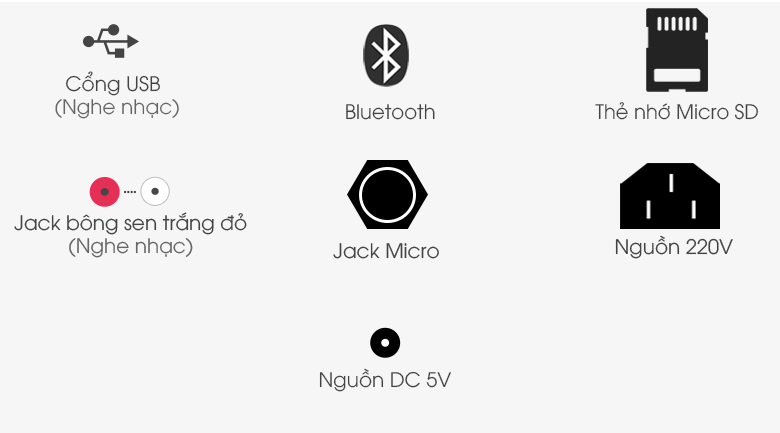 Cổng USB
(Nghe nhạc)
Bluetooth
Thẻ nhớ Micro SD
Jack bông sen trắng đỏ
(Nghe nhạc)
Jack Micro
Nguồn 220V
Nguồn DC 5V